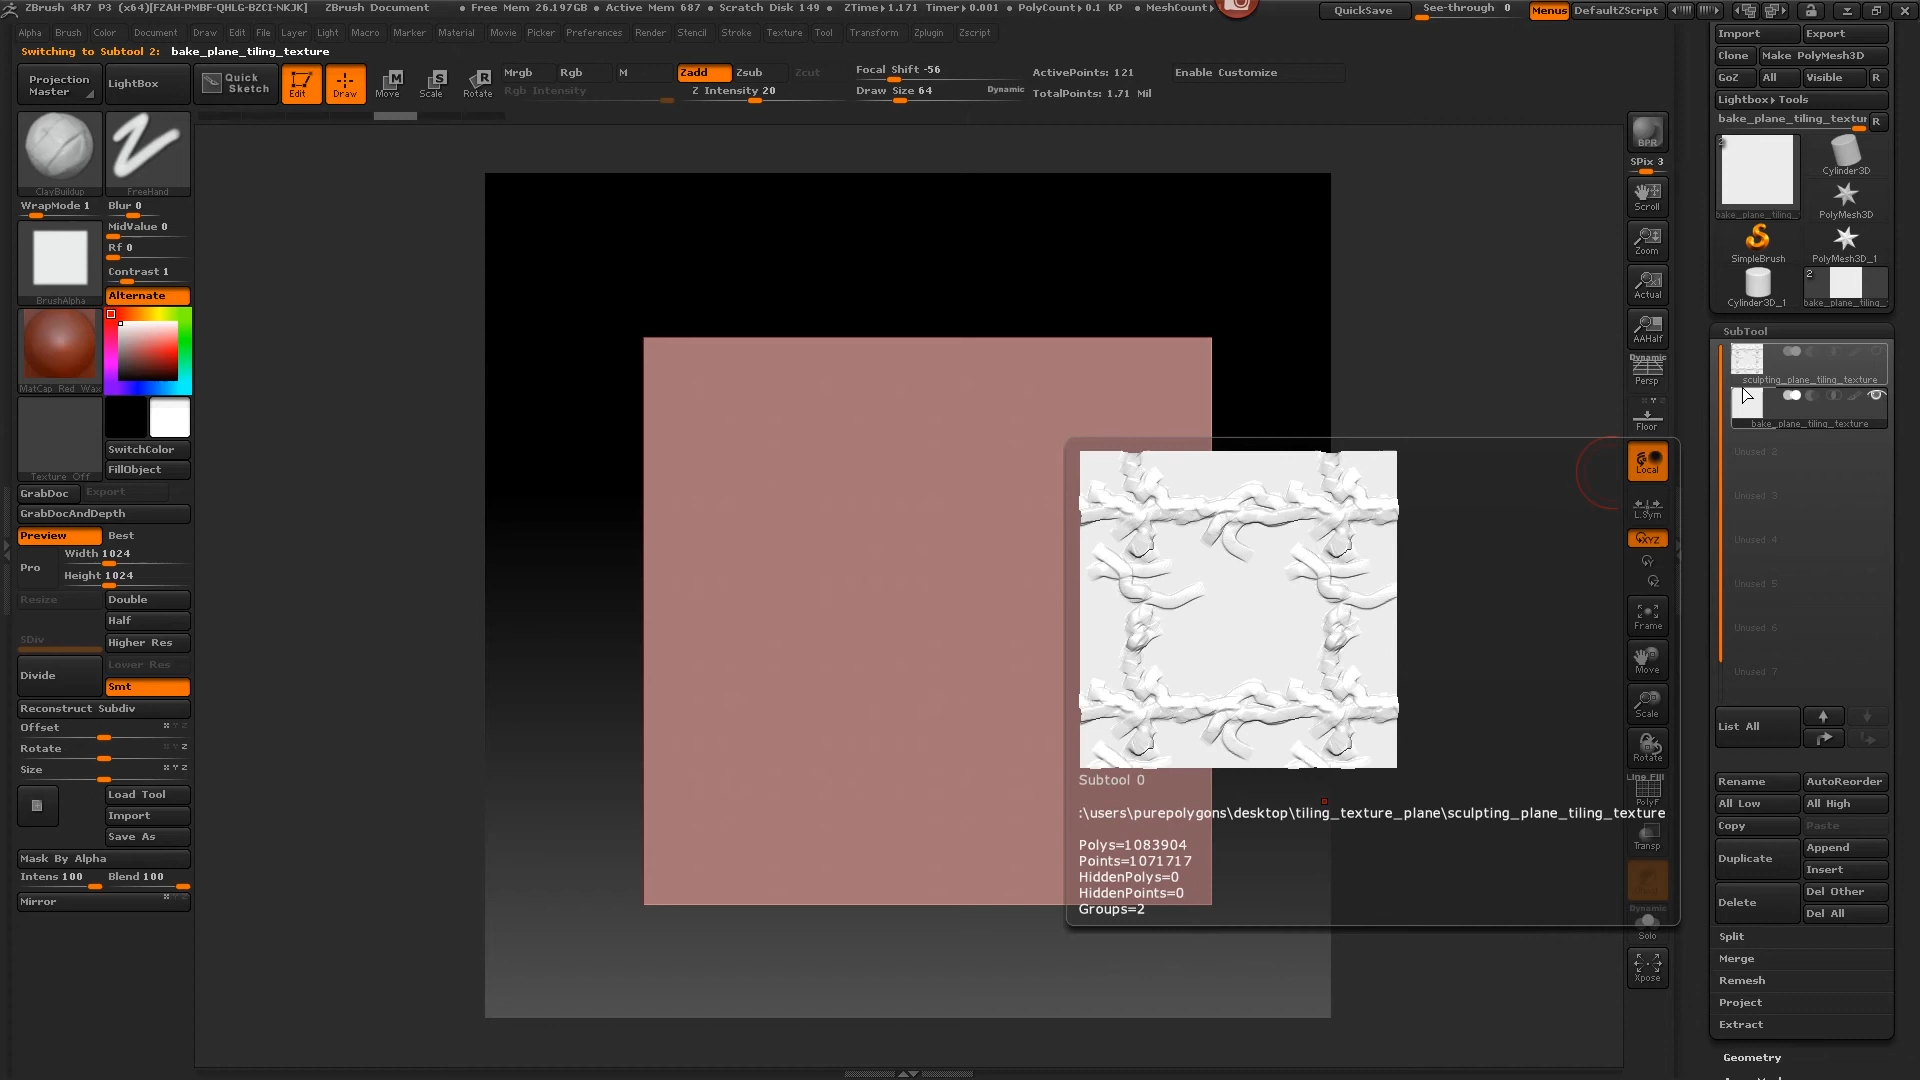 ZBrush 4R7 P3 (x64)[FZAH-PMBF-QHLG-BZCI-NKJK] ZBrush Document • Free Mem 26.197GB • Active Mem 687 • Scratch Disk 149 • ZTime▸1.171 Timer▸0.001 • PolyCount▸0.1 KP • MeshCount▸ QuickSave See-through 0 Menus DefaultZScript
Alpha Brush Color Document Draw Edit File Layer Light Macro Marker Material Movie Picker Preferences Render Stencil Stroke Texture Tool Transform Zplugin Zscript
Switching to Subtool 2: bake_plane_tiling_texture
Projection Master
LightBox
Quick Sketch
Edit
Draw
Move
Scale
Rotate
Mrgb Rgb M
Rgb Intensity
Zadd Zsub Zcut
Z Intensity 20
Focal Shift -56
Draw Size 64 Dynamic
ActivePoints: 121
TotalPoints: 1.71 Mil
Enable Customize
ClayBuildup FreeHand
WrapMode 1 Blur 0
MidValue 0
Rf 0
Contrast 1
BrushAlpha Alternate
MatCap Red Wax
SwitchColor
FillObject
Texture Off
GrabDoc Export
GrabDocAndDepth
Preview Best
Width 1024
Pro
Height 1024
Resize Double
Half
SDiv Higher Res
Divide Lower Res
Smt
Reconstruct Subdiv
Offset
Rotate
Size
Load Tool
Import
Save As
Mask By Alpha
Intens 100 Blend 100
Mirror
Subtool 0
:\users\purepolygons\desktop\tiling_texture_plane\sculpting_plane_tiling_texture
Polys=1083904
Points=1071717
HiddenPolys=0
HiddenPoints=0
Groups=2
BPR
SPix 3
Scroll
Zoom
Actual
AAHalf
Dynamic
Persp
Floor
Local
L.Sym
XYZ
Frame
Move
Scale
Rotate
Line Fill
PolyF
Transp
Dynamic
Solo
Xpose
Import Export
Clone Make PolyMesh3D
GoZ All Visible R
Lightbox▸Tools
bake_plane_tiling_textur R
2
bake_plane_tiling_
Cylinder3D
PolyMesh3D
SimpleBrush PolyMesh3D_1
Cylinder3D_1 2 bake_plane_tiling_
SubTool
sculpting_plane_tiling_texture
bake_plane_tiling_texture
Unused 2
Unused 3
Unused 4
Unused 5
Unused 6
Unused 7
List All
Rename AutoReorder
All Low All High
Copy Paste
Duplicate Append
Insert
Delete Del Other
Del All
Split
Merge
Remesh
Project
Extract
Geometry